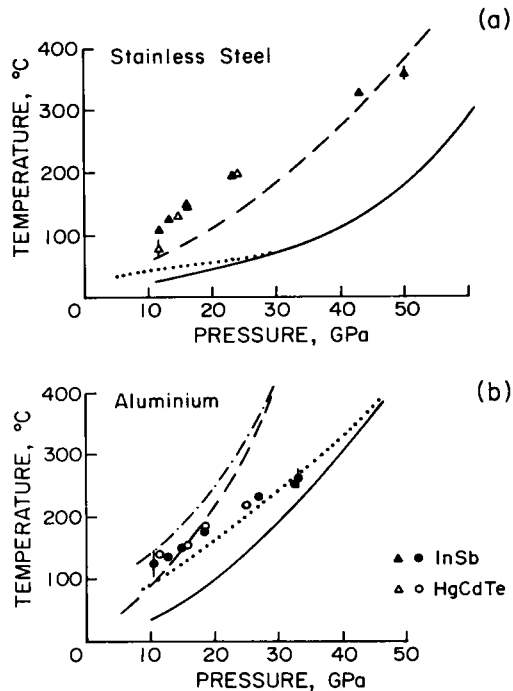 (a)
Stainless Steel
TEMPERATURE, °C
400
300
200
100
0
10 20 30 40 50
PRESSURE, GPa
(b)
Aluminium
TEMPERATURE, °C
400
300
200
100
0
10 20 30 40 50
PRESSURE, GPa
InSb
HgCdTe